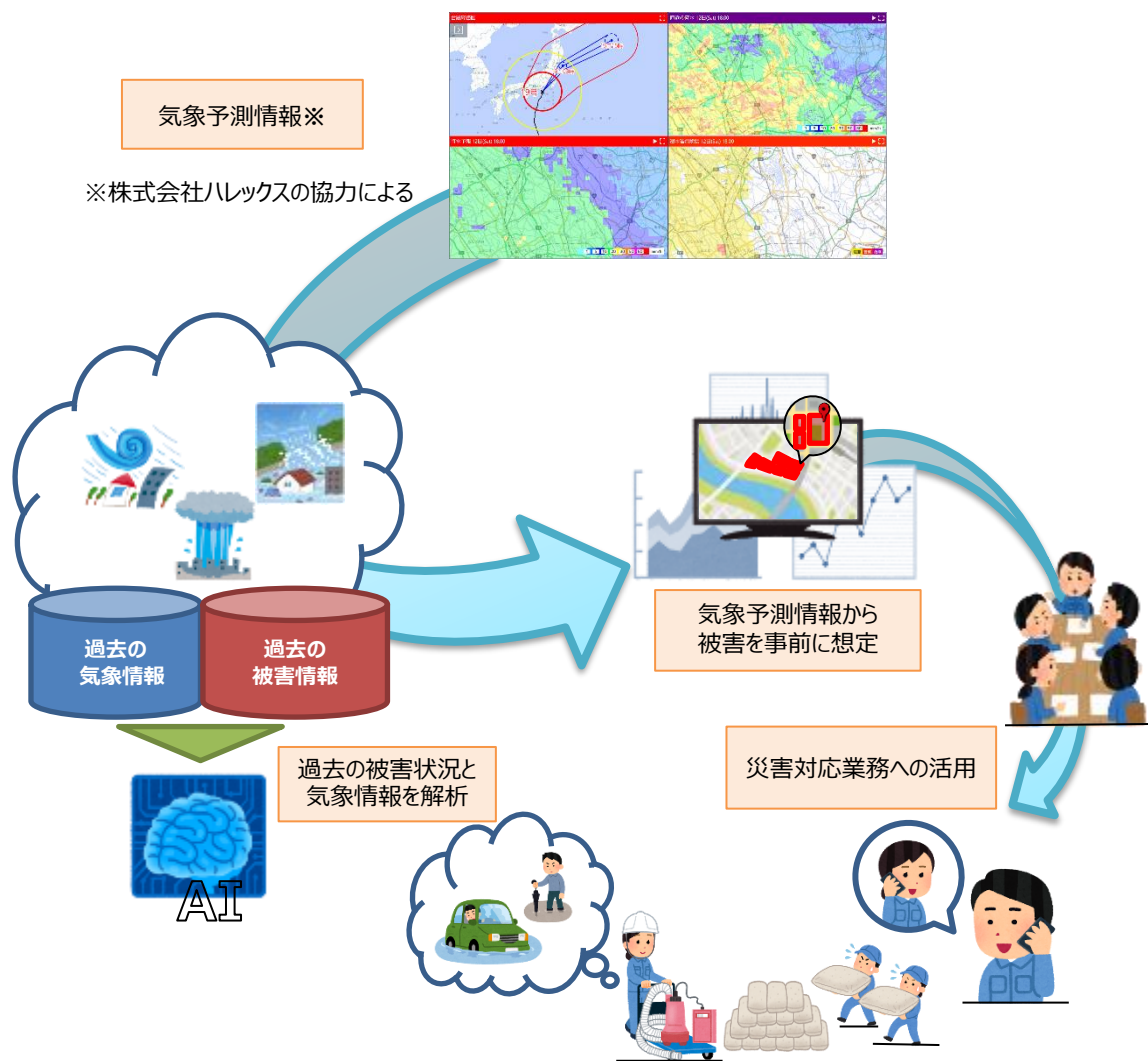 気象予測情報※
※株式会社ハレックスの協力による
過去の
気象情報
過去の
被害情報
気象予測情報から
被害を事前に想定
過去の被害状況と
気象情報を解析
AI
災害対応業務への活用